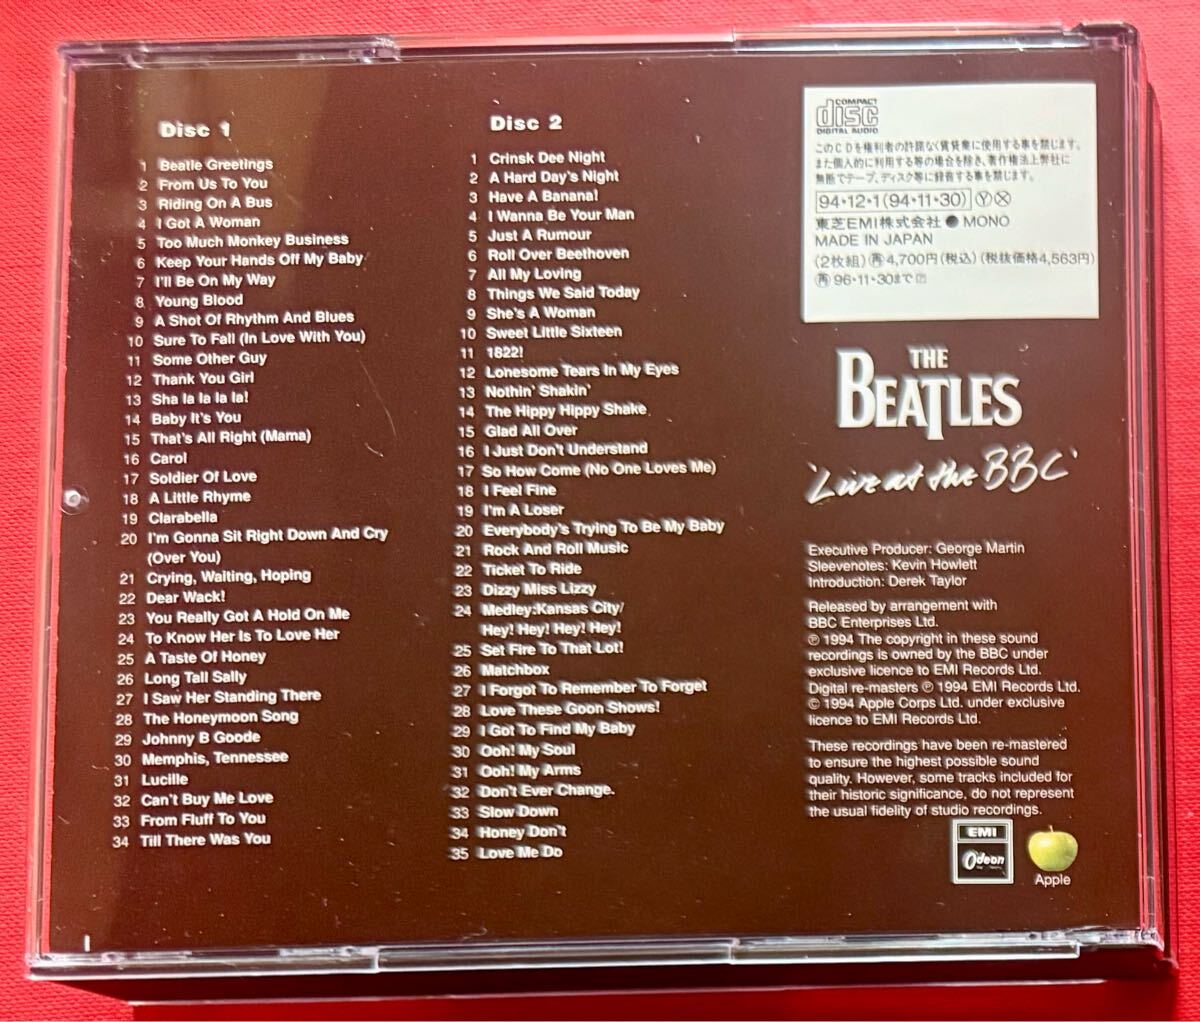 Disc 1
1 Beatle Greetings
2 From Us To You
3 Riding On A Bus
4 I Got A Woman
5 Too Much Monkey Business
6 Keep Your Hands Off My Baby
7 I'll Be On My Way
8 Young Blood
9 A Shot Of Rhythm And Blues
10 Sure To Fall (In Love With You)
11 Some Other Guy
12 Thank You Girl
13 Sha la la la la!
14 Baby It's You
15 That's All Right (Mama)
16 Carol
17 Soldier Of Love
18 A Little Rhyme
19 Clarabella
20 I'm Gonna Sit Right Down And Cry
(Over You)
21 Crying, Waiting, Hoping
22 Dear Wack!
23 You Really Got A Hold On Me
24 To Know Her Is To Love Her
25 A Taste Of Honey
26 Long Tall Sally
27 I Saw Her Standing There
28 The Honeymoon Song
29 Johnny B Goode
30 Memphis, Tennessee
31 Lucille
32 Can't Buy Me Love
33 From Fluff To You
34 Till There Was You
Disc 2
1 Crinsk Dee Night
2 A Hard Day's Night
3 Have A Banana!
4 I Wanna Be Your Man
5 Just A Rumour
6 Roll Over Beethoven
7 All My Loving
8 Things We Said Today
9 She's A Woman
10 Sweet Little Sixteen
11 1822!
12 Lonesome Tears In My Eyes
13 Nothin' Shakin'
14 The Hippy Hippy Shake
15 Glad All Over
16 I Just Don't Understand
17 So How Come (No One Loves Me)
18 I Feel Fine
19 I'm A Loser
20 Everybody's Trying To Be My Baby
21 Rock And Roll Music
22 Ticket To Ride
23 Dizzy Miss Lizzy
24 Medley:Kansas City/
Hey! Hey! Hey! Hey!
25 Set Fire To That Lot!
26 Matchbox
27 I Forgot To Remember To Forget
28 Love These Goon Shows!
29 I Got To Find My Baby
30 Ooh! My Soul
31 Ooh! My Arms
32 Don't Ever Change.
33 Slow Down
34 Honey Don't
35 Love Me Do
COMPACT
disc
DIGITAL AUDIO
このCDを権利者の許諾なく賃貸業に使用する事を禁じます。
また個人的に利用する等の場合を除き、著作権法上弊社に
無断でテープ、ディスク等に録音する事を禁じます。
94・12・1(94・11・30) Ⓨ Ⓧ
東芝EMI株式会社 ● MONO
MADE IN JAPAN
(2枚組) ㊥ 4,700円(税込) (税抜価格4,563円)
96・11・30まで
THE
BEATLES
'Live at the BBC'
Executive Producer: George Martin
Sleevenotes: Kevin Howlett
Introduction: Derek Taylor
Released by arrangement with
BBC Enterprises Ltd.
℗ 1994 The copyright in these sound
recordings is owned by the BBC under
exclusive licence to EMI Records Ltd.
Digital re-masters ℗ 1994 EMI Records Ltd.
© 1994 Apple Corps Ltd. under exclusive
licence to EMI Records Ltd.
These recordings have been re-mastered
to ensure the highest possible sound
quality. However, some tracks included for
their historic significance, do not represent
the usual fidelity of studio recordings.
EMI
Odeon
Apple